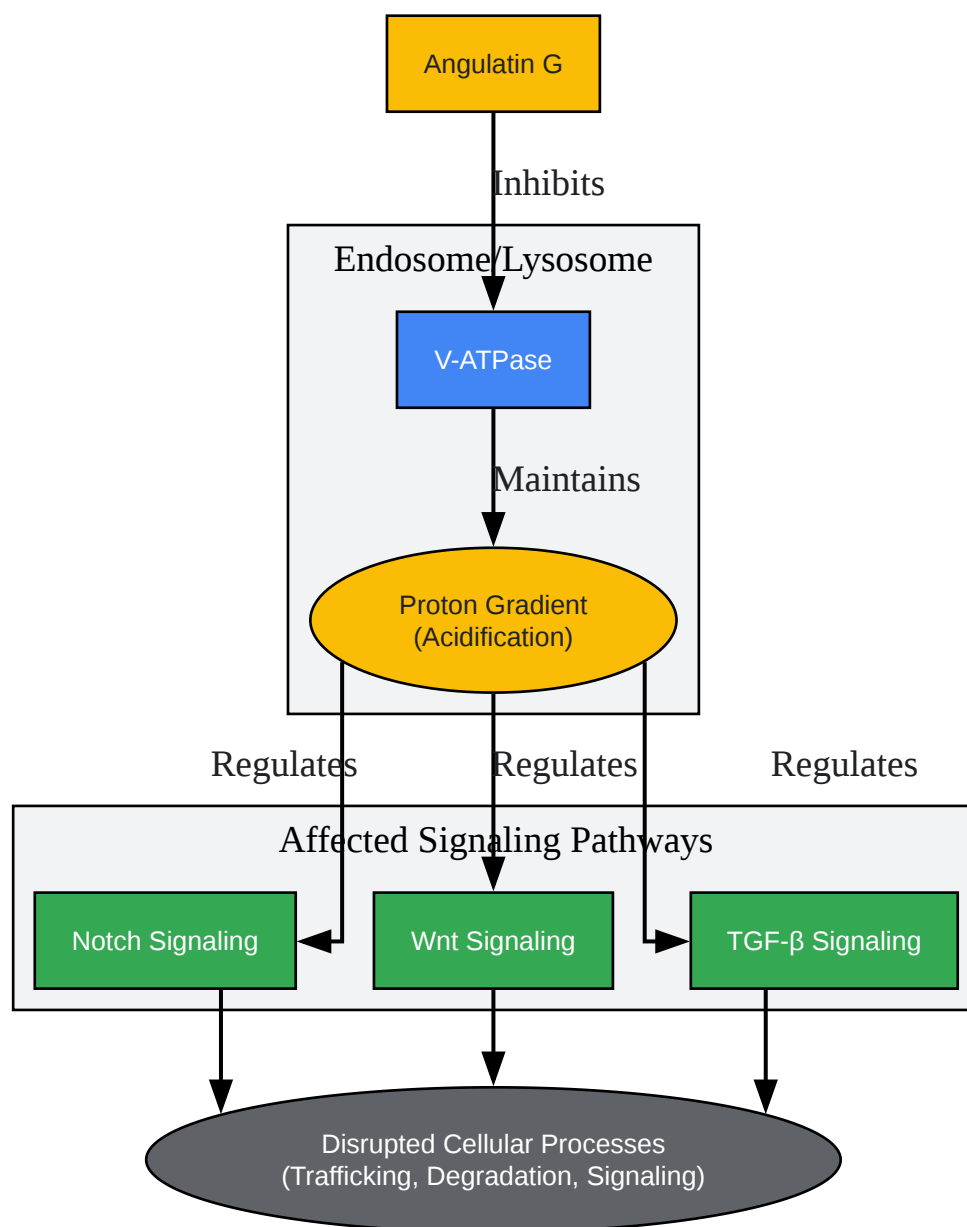 Angulatin G
Inhibits
Endosome/Lysosome
V-ATPase
Maintains
Proton Gradient
(Acidification)
Regulates
Regulates
Regulates
Affected Signaling Pathways
Notch Signaling
Wnt Signaling
TGF-β Signaling
Disrupted Cellular Processes
(Trafficking, Degradation, Signaling)